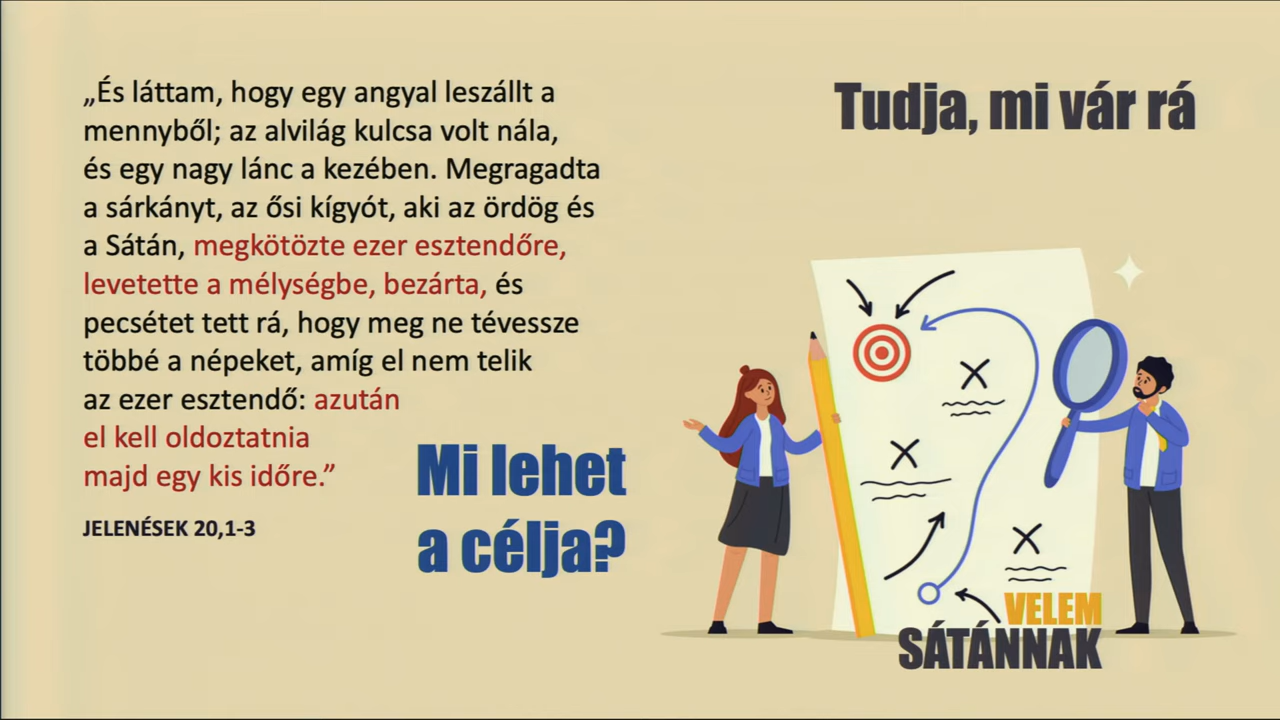 „És láttam, hogy egy angyal leszállt a
mennyből; az alvilág kulcsa volt nála,
és egy nagy lánc a kezében. Megragadta
a sárkányt, az ősi kígyót, aki az ördög és
a Sátán, megkötözte ezer esztendőre,
levetette a mélységbe, bezárta, és
pecsétet tett rá, hogy meg ne tévessze
többé a népeket, amíg el nem telik
az ezer esztendő: azután
el kell oldoztatnia
majd egy kis időre.”
JELENÉSEK 20,1-3
Mi lehet
a célja?
Tudja, mi vár rá
VELEM
SÁTÁNNAK